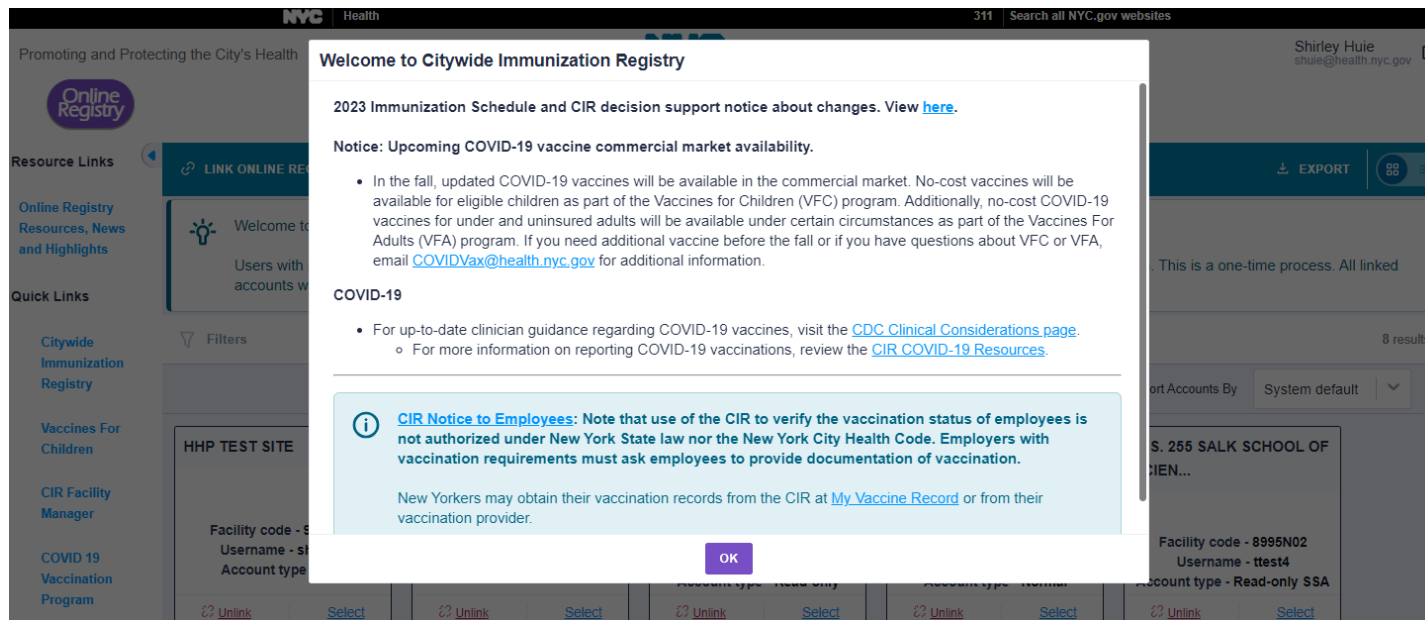 NYC Health 311 Search all NYC.gov websites
Promoting and Protecting the City's Health
Shirley Huie
shuie@health.nyc.gov
Online
Registry
Resource Links
Online Registry
Resources, News
and Highlights
Quick Links
Citywide
Immunization
Registry
Vaccines For
Children
CIR Facility
Manager
COVID 19
Vaccination
Program
LINK ONLINE
EXPORT
Welcome to
Users with
accounts
. This is a one-time process. All linked
Filters
8
Accounts By System default
Welcome to Citywide Immunization Registry
2023 Immunization Schedule and CIR decision support notice about changes. View here.
Notice: Upcoming COVID-19 vaccine commercial market availability.
• In the fall, updated COVID-19 vaccines will be available in the commercial market. No-cost vaccines will be
available for eligible children as part of the Vaccines for Children (VFC) program. Additionally, no-cost COVID-19
vaccines for under and uninsured adults will be available under certain circumstances as part of the Vaccines For
Adults (VFA) program. If you need additional vaccine before the fall or if you have questions about VFC or VFA,
email COVIDVax@health.nyc.gov for additional information.
COVID-19
• For up-to-date clinician guidance regarding COVID-19 vaccines, visit the CDC Clinical Considerations page.
○ For more information on reporting COVID-19 vaccinations, review the CIR COVID-19 Resources.
CIR Notice to Employees: Note that use of the CIR to verify the vaccination status of employees is
not authorized under New York State law nor the New York City Health Code. Employers with
vaccination requirements must ask employees to provide documentation of vaccination.
New Yorkers may obtain their vaccination records from the CIR at My Vaccine Record or from their
vaccination provider.
OK
HHP TEST SITE
Facility code -
Username -
Account type
Unlink Select
Unlink Select
Account type - Read-only
Unlink Select
Account type - Normal
Unlink Select
S. 255 SALK SCHOOL OF
Facility code - 8995N02
Username - ttest4
Account type - Read-only SSA
Unlink Select